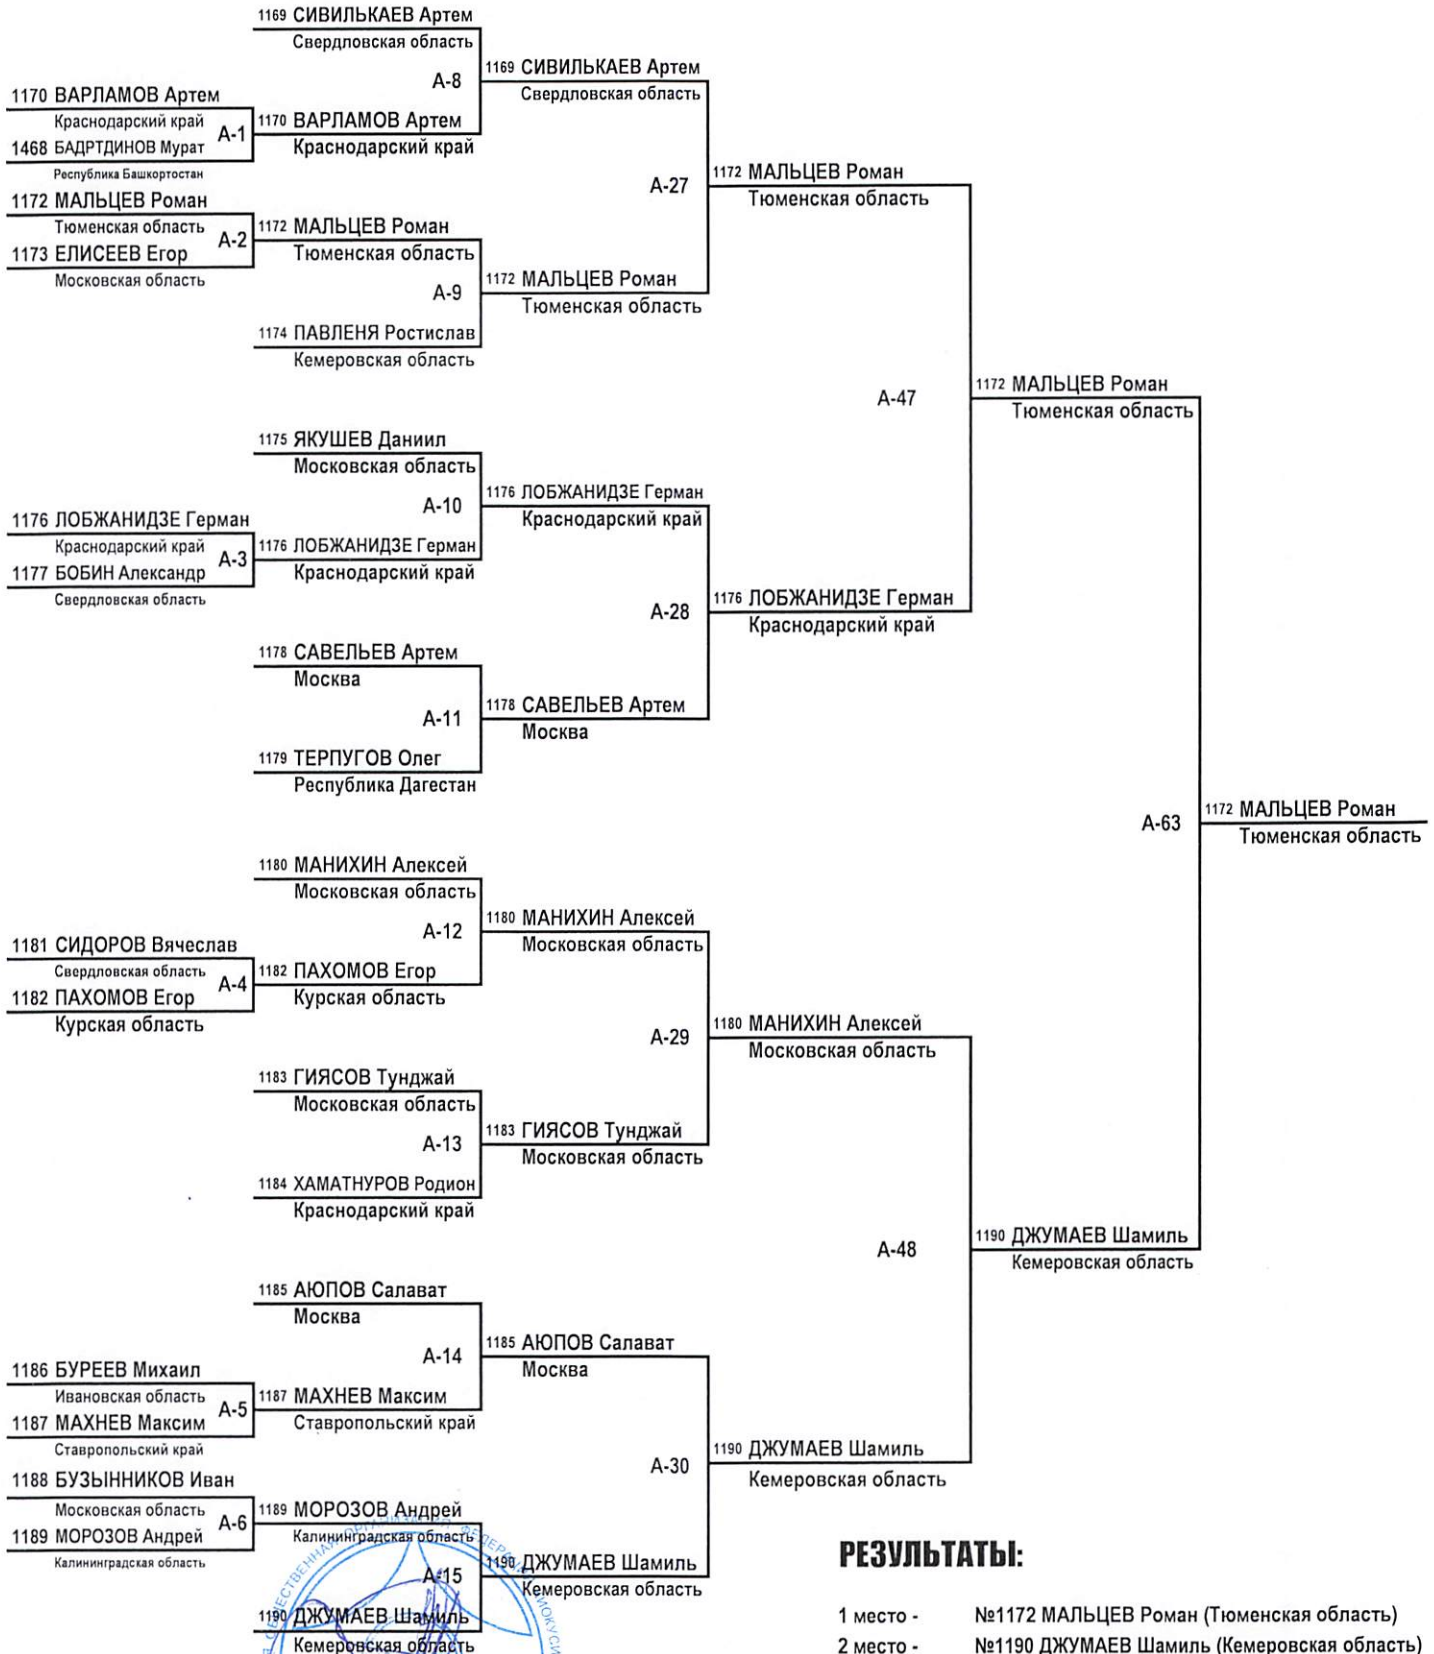 1169 СИВИЛЬКАЕВ Артем
Свердловская область
А-8
1169 СИВИЛЬКАЕВ Артем
Свердловская область
1170 ВАРЛАМОВ Артем
Краснодарский край
А-1
1170 ВАРЛАМОВ Артем
Краснодарский край
1468 БАДРТДИНОВ Мурат
Республика Башкортостан
А-27
1172 МАЛЬЦЕВ Роман
Тюменская область
1172 МАЛЬЦЕВ Роман
Тюменская область
А-2
1172 МАЛЬЦЕВ Роман
Тюменская область
1173 ЕЛИСЕЕВ Егор
Московская область
А-9
1172 МАЛЬЦЕВ Роман
Тюменская область
1174 ПАВЛЕНЯ Ростислав
Кемеровская область
А-47
1172 МАЛЬЦЕВ Роман
Тюменская область
1175 ЯКУШЕВ Даниил
Московская область
А-10
1176 ЛОБЖАНИДЗЕ Герман
Краснодарский край
1176 ЛОБЖАНИДЗЕ Герман
Краснодарский край
А-3
1176 ЛОБЖАНИДЗЕ Герман
Краснодарский край
1177 БОБИН Александр
Свердловская область
А-28
1176 ЛОБЖАНИДЗЕ Герман
Краснодарский край
1178 САВЕЛЬЕВ Артем
Москва
А-11
1178 САВЕЛЬЕВ Артем
Москва
1179 ТЕРПУГОВ Олег
Республика Дагестан
А-63
1172 МАЛЬЦЕВ Роман
Тюменская область
1180 МАНИХИН Алексей
Московская область
А-12
1180 МАНИХИН Алексей
Московская область
1181 СИДОРОВ Вячеслав
Свердловская область
А-4
1182 ПАХОМОВ Егор
Курская область
1182 ПАХОМОВ Егор
Курская область
А-29
1180 МАНИХИН Алексей
Московская область
1183 ГИЯСОВ Тунджай
Московская область
А-13
1183 ГИЯСОВ Тунджай
Московская область
1184 ХАМАТНУРОВ Родион
Краснодарский край
А-48
1190 ДЖУМАЕВ Шамиль
Кемеровская область
1185 АЮПОВ Салават
Москва
А-14
1185 АЮПОВ Салават
Москва
1186 БУРЕЕВ Михаил
Ивановская область
А-5
1187 МАХНЕВ Максим
Ставропольский край
1187 МАХНЕВ Максим
Ставропольский край
А-30
1190 ДЖУМАЕВ Шамиль
Кемеровская область
1188 БУЗЫННИКОВ Иван
Московская область
А-6
1189 МОРОЗОВ Андрей
Калининградская область
1189 МОРОЗОВ Андрей
Калининградская область
А-15
1190 ДЖУМАЕВ Шамиль
Кемеровская область
1190 ДЖУМАЕВ Шамиль
Кемеровская область
РЕЗУЛЬТАТЫ:
1 место - №1172 МАЛЬЦЕВ Роман (Тюменская область)
2 место - №1190 ДЖУМАЕВ Шамиль (Кемеровская область)